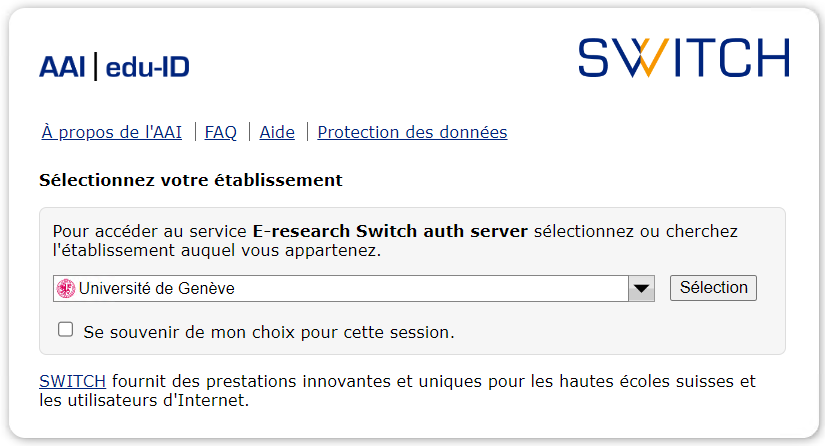 AAI | edu-ID
SWITCH
À propos de l'AAI | FAQ | Aide | Protection des données
Sélectionnez votre établissement
Pour accéder au service E-research Switch auth server sélectionnez ou cherchez
l'établissement auquel vous appartenez.
Université de Genève
Sélection
Se souvenir de mon choix pour cette session.
SWITCH fournit des prestations innovantes et uniques pour les hautes écoles suisses et
les utilisateurs d'Internet.